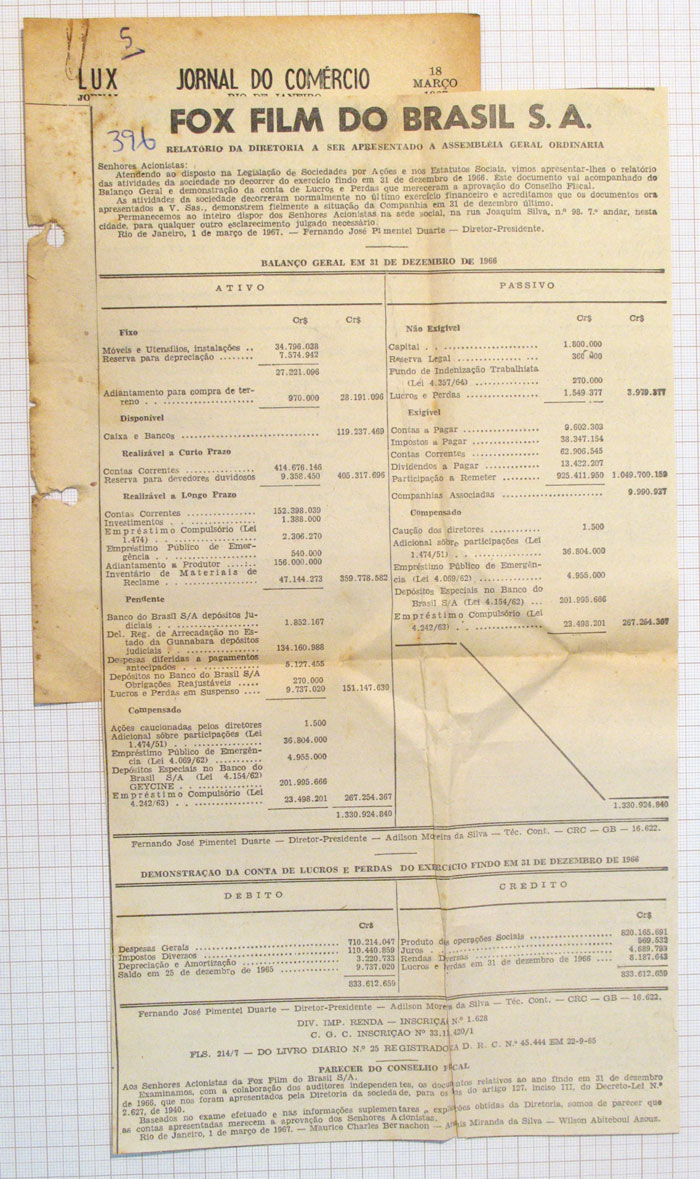 5
LUX JORNAL DO COMÉRCIO 18
MARÇO
396
FOX FILM DO BRASIL S. A.
RELATORIO DA DIRETORIA A SER APRESENTADO A ASSEMBLEIA GERAL ORDINARIA
Senhores Acionistas:
Atendendo ao disposto na Legislação de Sociedades por Ações e nos Estatutos Sociais, vimos apresentar-lhes o relatório
das atividades da sociedade no decorrer do exercício findo em 31 de dezembro de 1966. Este documento vai acompanhado do
Balanço Geral e demonstração da conta de Lucros e Perdas que mereceram a aprovação do Conselho Fiscal.
As atividades da sociedade decorreram normalmente no último exercício financeiro e acreditamos que os documentos ora
apresentados a V. Sas., demonstrem fielmente a situação da Companhia em 31 de dezembro último.
Permanecemos ao inteiro dispor dos Senhores Acionistas na sede social, na rua Joaquim Silva, n.º 98. 7.º andar, nesta
cidade, para qualquer outro esclarecimento julgado necessário.
Rio de Janeiro, 1 de março de 1967. — Fernando José Pimentel Duarte — Diretor-Presidente.
BALANÇO GERAL EM 31 DE DEZEMBRO DE 1966
ATIVO
Cr$ Cr$
Fixo
Móveis e Utensílios, instalações .. 34.796.038
Reserva para depreciação ........ 7.574.942
27.221.096
Adiantamento para compra de ter-
reno . . ................. 970.000 28.191.096
Disponível
Caixa e Bancos ........................ 119.237.469
Realizável a Curto Prazo
Contas Correntes ............... 414.676.146
Reserva para devedores duvidosos 9.358.450 405.317.696
Realizável a Longo Prazo
Contas Correntes ............... 152.398.039
Investimentos . ................. 1.388.000
Empréstimo Compulsório (Lei
1.474) . . ................. 2.306.270
Empréstimo Público de Emer-
gência . . ................. 540.000
Adiantamento a Produtor ...... 156.000.000
Inventário de Materiais de
Reclame . ................. 47.144.273 359.778.582
Pendente
Banco do Brasil S/A depósitos ju-
diciais . . ................. 1.852.167
Del. Reg. de Arrecadação no Es-
tado da Guanabara depósitos
judiciais . . ................. 134.160.988
Despesas diferidas a pagamentos
antecipados . . ............. 5.127.455
Depósitos no Banco do Brasil S/A
Obrigações Reajustáveis ..... 270.000
Lucros e Perdas em Suspenso .... 9.737.020 151.147.630
Compensado
Ações caucionadas pelos diretores 1.500
Adicional sôbre participações (Lei
1.474/51) . . ............... 36.804.000
Empréstimo Público de Emergên-
cia (Lei 4.069/62) ............. 4.955.000
Depósitos Especiais no Banco do
Brasil S/A (Lei 4.154/62)
GEYCINE . . ................. 201.995.666
Empréstimo Compulsório (Lei
4.242/63) . . ................. 23.498.201 267.254.367
1.330.924.840
PASSIVO
Cr$ Cr$
Não Exigível
Capital . . ....................... 1.800.000
Reserva Legal ................... 360.000
Fundo de Indenização Trabalhista
(Lei 4.357/64) ................. 270.000
Lucros e Perdas ................. 1.549.377 3.979.377
Exigível
Contas a Pagar .................. 9.602.303
Impostos a Pagar ................ 38.347.154
Contas Correntes ................ 62.906.545
Dividendos a Pagar .............. 13.422.207
Participação a Remeter .......... 925.411.950 1.049.700.159
Companhias Associadas ....................... 9.990.937
Compensado
Caução dos diretores ............. 1.500
Adicional sôbre participações (Lei
1.474/51) . . ................. 36.804.000
Empréstimo Público de Emergên-
cia (Lei 4.069/62) ............. 4.955.000
Depósitos Especiais no Banco do
Brasil S/A (Lei 4.154/62) ... 201.995.666
Empréstimo Compulsório (Lei
4.242/63) . . ................. 23.498.201 267.254.367
1.330.924.840
Fernando José Pimentel Duarte — Diretor-Presidente — Adilson Moreira da Silva — Téc. Cont. — CRC — GB — 16.622.
DEMONSTRAÇÃO DA CONTA DE LUCROS E PERDAS DO EXERCICIO FINDO EM 31 DE DEZEMBRO DE 1966
DEBITO
Cr$
Despesas Gerais ............................ 710.214.047
Impostos Diversos .......................... 110.440.859
Depreciação e Amortização .................. 3.220.733
Saldo em 25 de dezembro de 1965 ............ 9.737.020
833.612.659
CREDITO
Cr$
Produto das operações Sociais .................. 820.165.691
Juros . . ....................................... 569.532
Rendas Diversas ................................ 4.689.793
Lucros e Perdas em 31 de dezembro de 1966 .... 8.187.643
833.612.659
Fernando José Pimentel Duarte — Diretor-Presidente — Adilson Moreira da Silva — Téc. Cont. — CRC — GB — 16.622.
DIV. IMP. RENDA — INSCRIÇÃO N.º 1.628
C. G. C. INSCRIÇÃO Nº
FLS. 214/7 — DO LIVRO DIARIO N.º 25 REGISTRADO A D. R. C. N.º 45.444 EM 22-9-65
PARECER DO CONSELHO FISCAL
Aos Senhores Acionistas da Fox Film do Brasil S/A.
Examinamos, com a colaboração dos auditores independentes, os documentos relativos ao ano findo em 31 de dezembro
de 1966, que nos foram apresentados pela Diretoria da sociedade, para os fins do artigo 127, inciso III, do Decreto-Lei N.º
2.627, de 1940.
Baseados no exame efetuado e nas informações suplementares e explicações obtidas da Diretoria, somos de parecer que
as contas apresentadas merecem a aprovação dos Senhores Acionistas.
Rio de Janeiro, 1 de março de 1967. — Maurice Charles Bernachon — Miranda da Silva — Wilson Abiteboul Azoux.